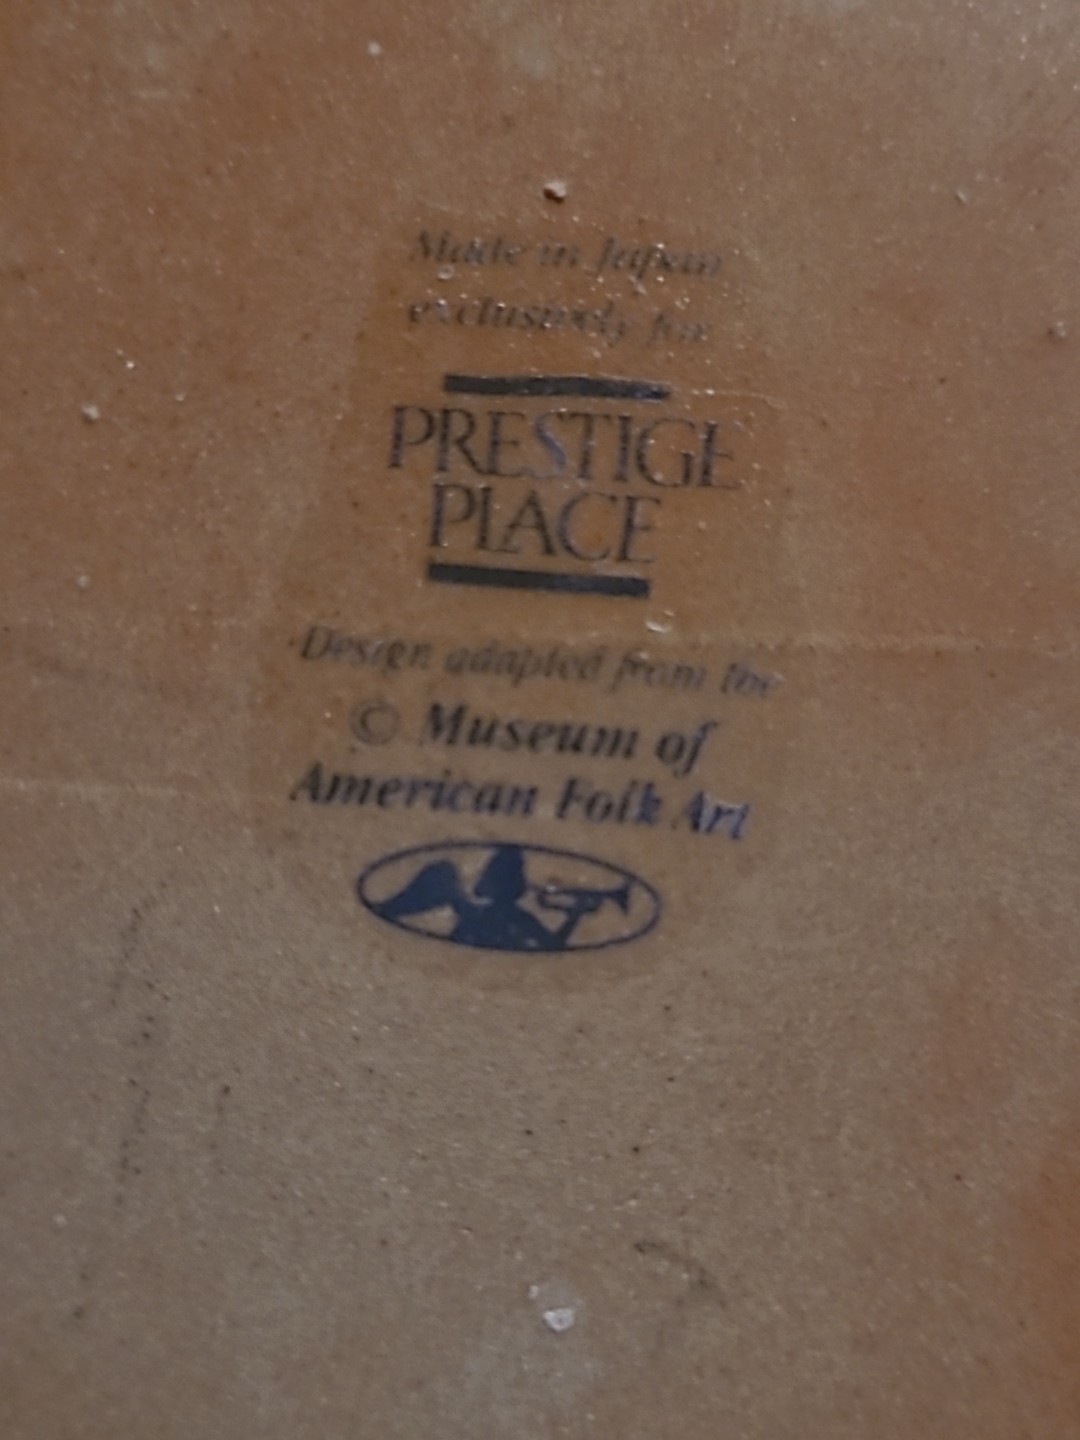 Made in Japan
exclusively for
PRESTIGE
PLACE
Design adapted from the
© Museum of
American Folk Art